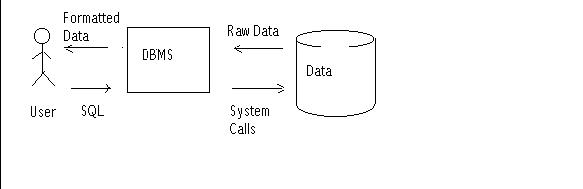 Formatted
Data
Raw Data
DBMS
Data
User
SQL
System
Calls